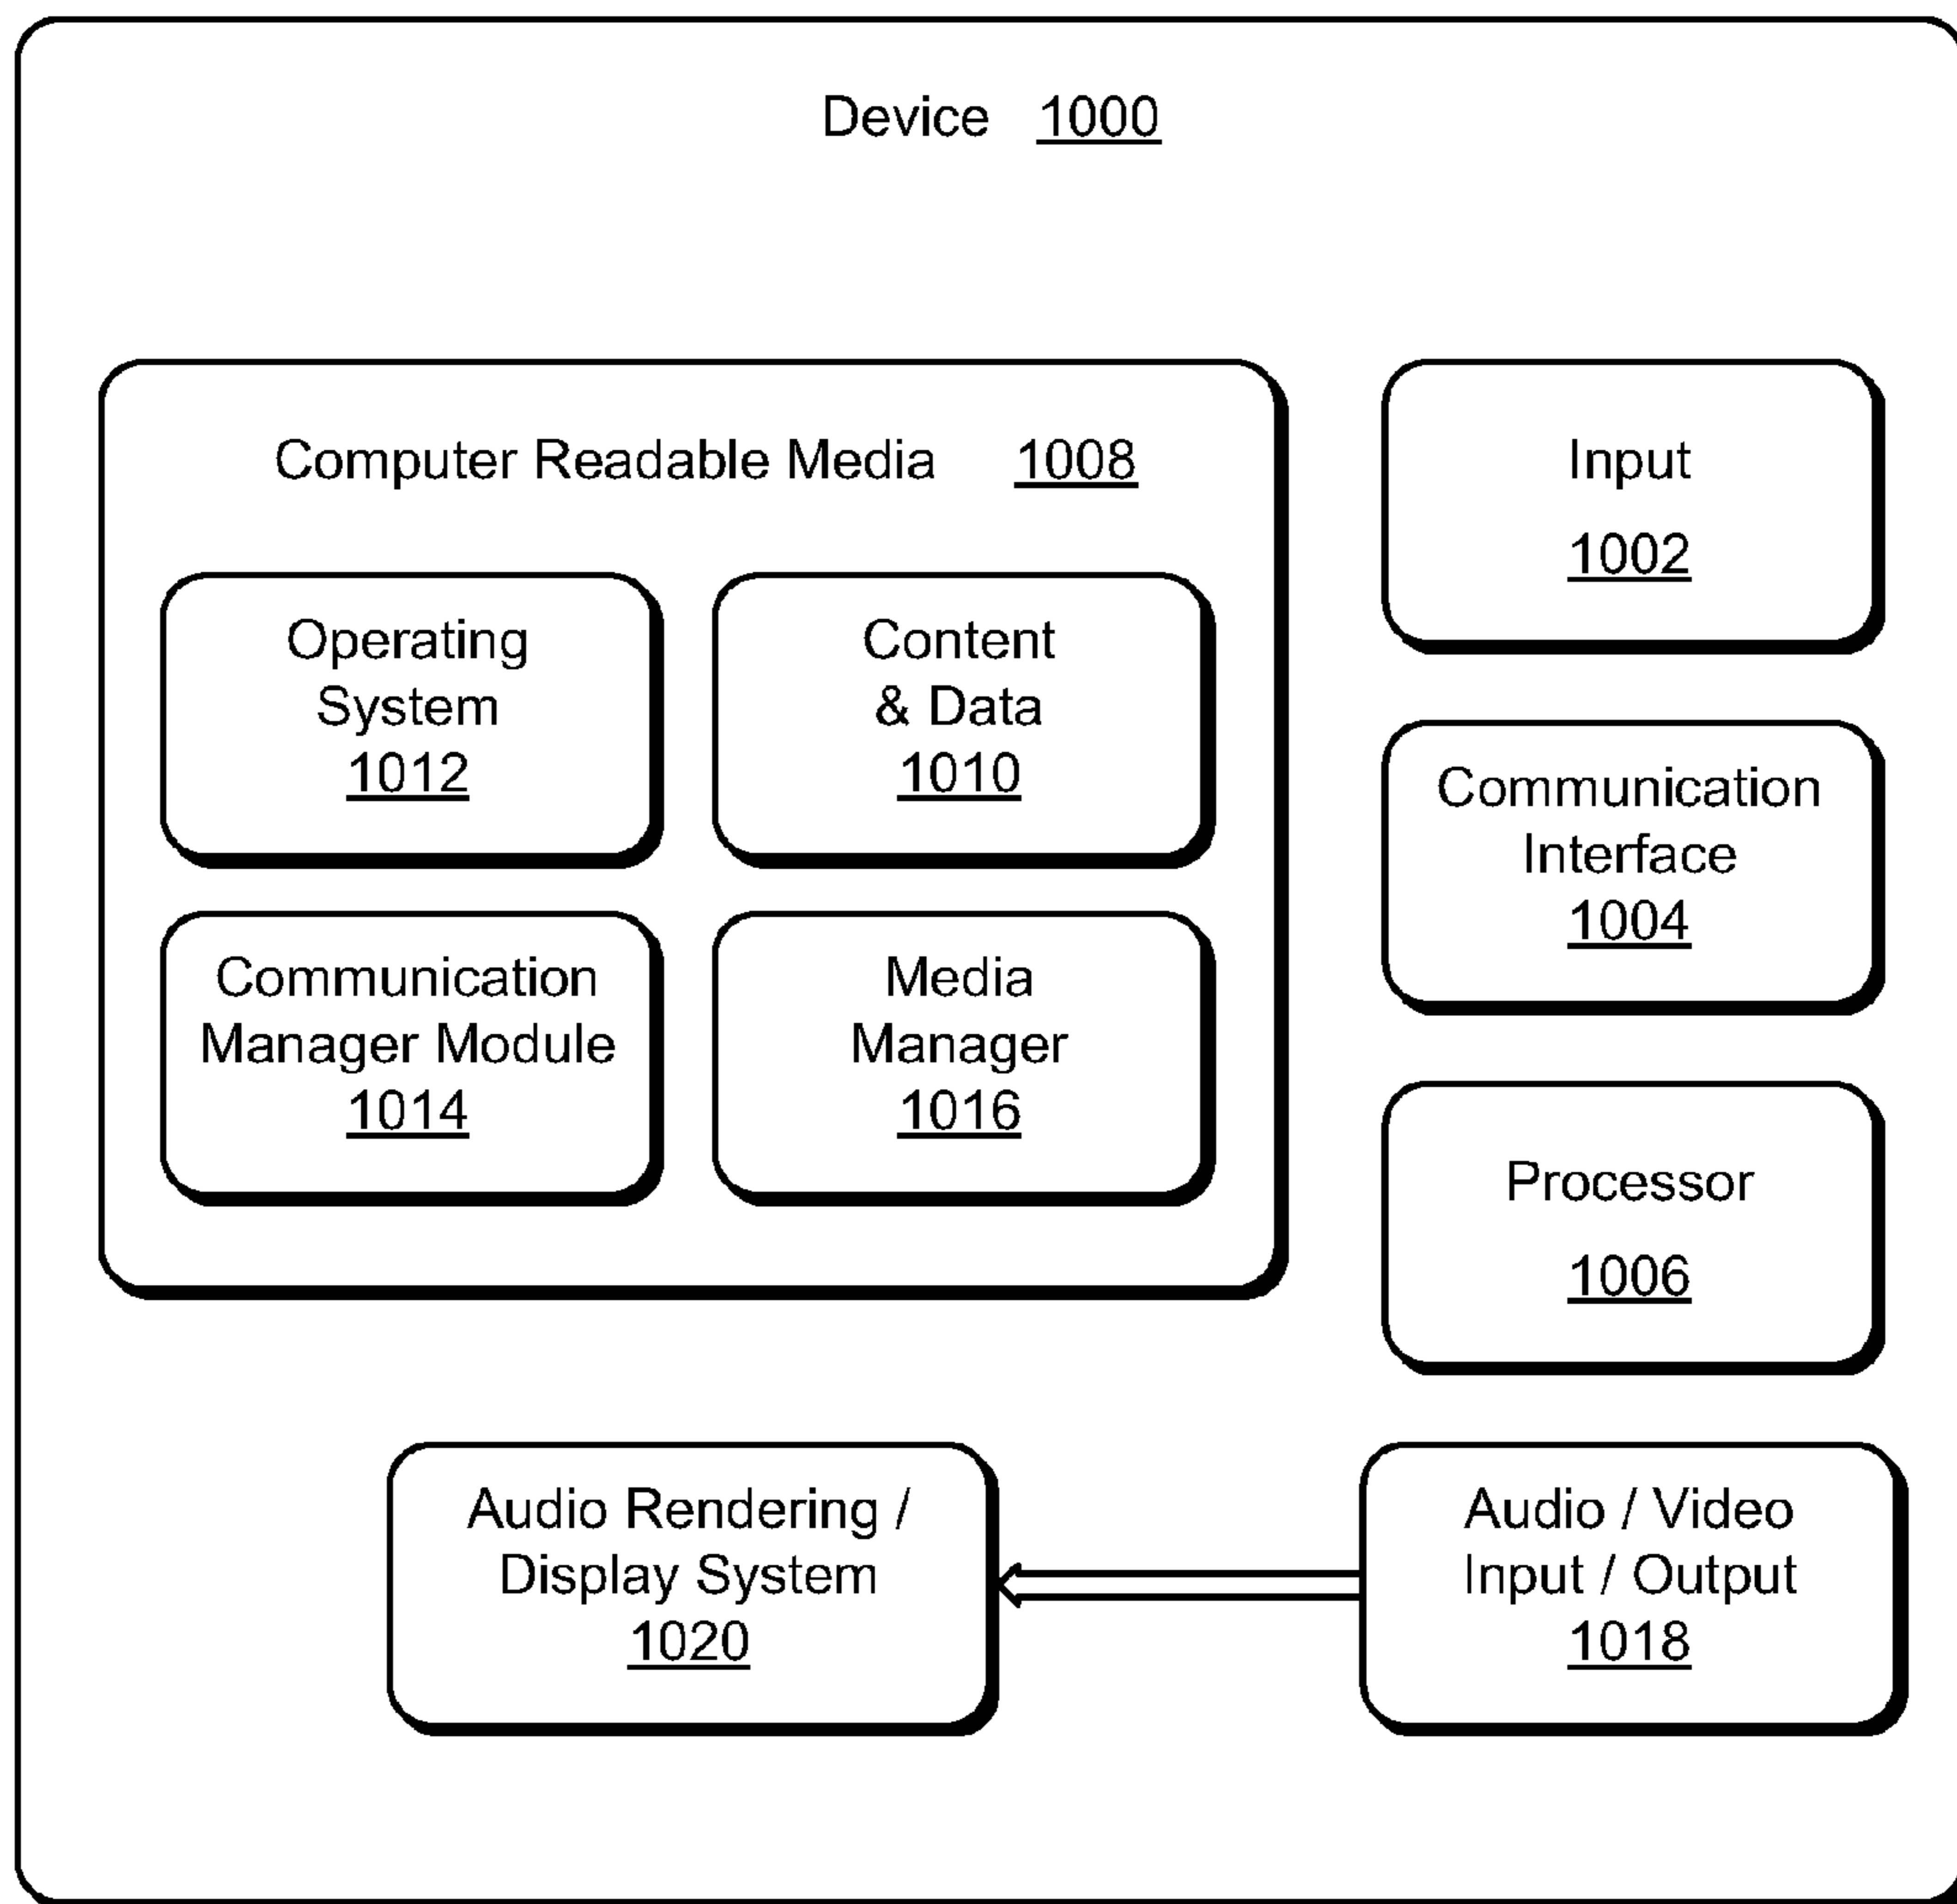 Device 1000
Computer Readable Media 1008
Operating
System
1012
Content
& Data
1010
Communication
Manager Module
1014
Media
Manager
1016
Input
1002
Communication
Interface
1004
Processor
1006
Audio Rendering /
Display System
1020
Audio / Video
Input / Output
1018